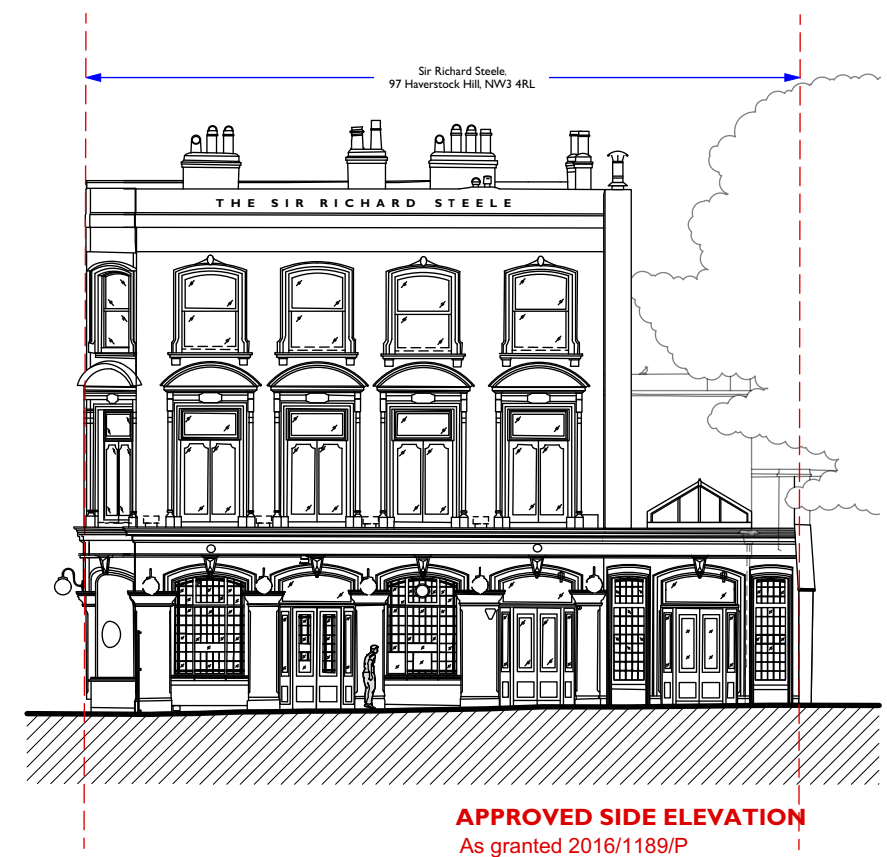 Sir Richard Steele,
97 Haverstock Hill, NW3 4RL
THE SIR RICHARD STEELE
APPROVED SIDE ELEVATION
As granted 2016/1189/P